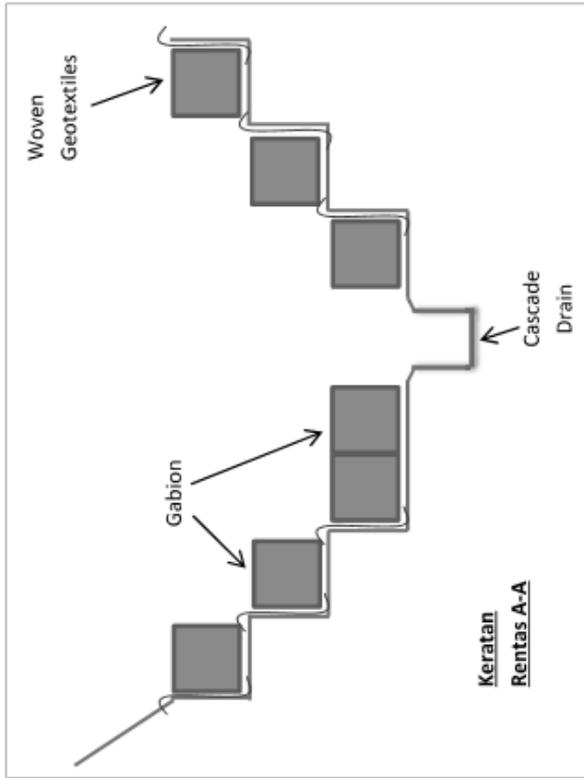 Woven
Geotextiles
Gabion
Cascade
Drain
Keratan
Rentas A-A